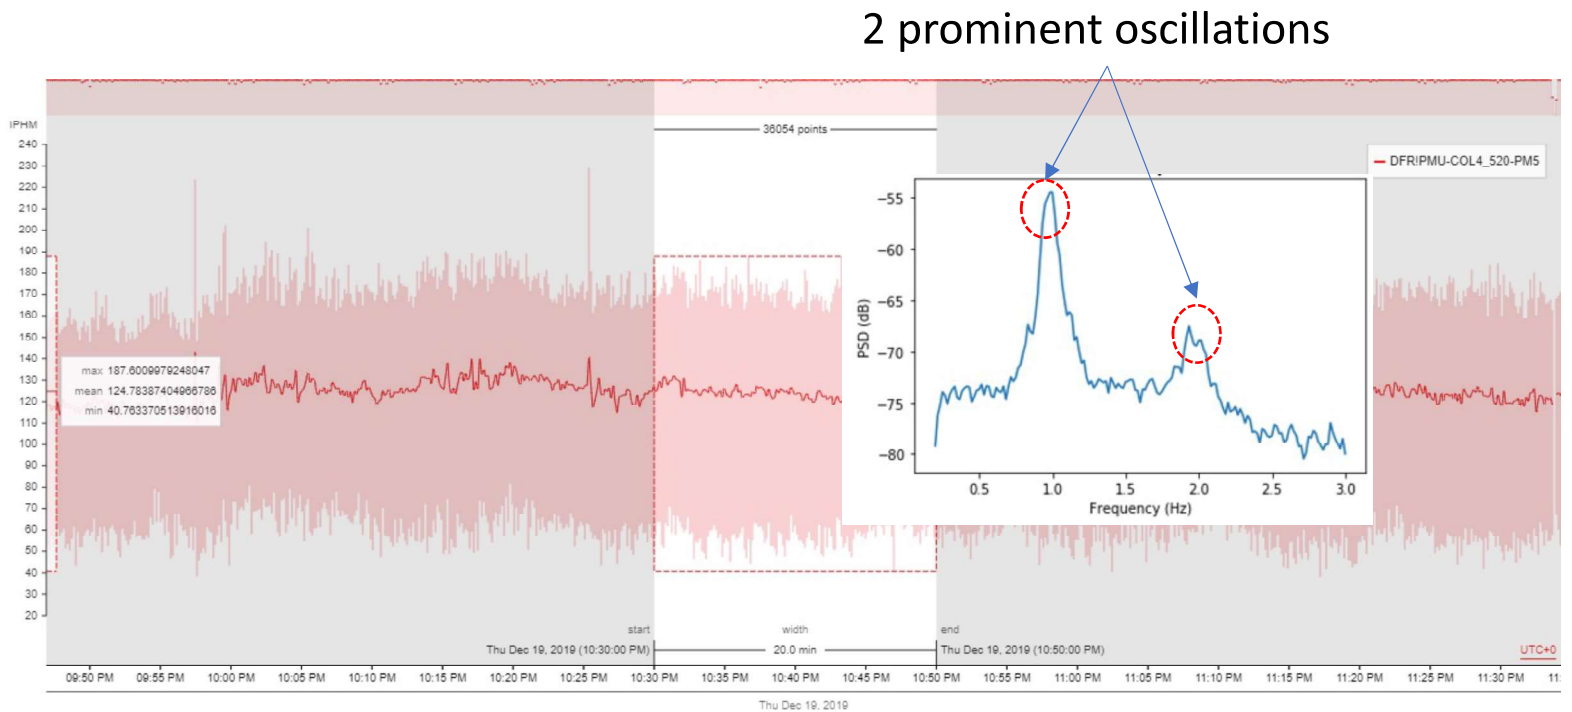 2 prominent oscillations
IPHM
36054 points
240
230
220
210
200
190
180
170
160
150
140
130
120
110
100
90
80
70
60
50
40
30
20
max 187.6009979248047
mean 124.78387404966786
min 40.763370513916016
DFR!PMU-COL4_520-PM5
−55
−60
−65
−70
−75
−80
PSD (dB)
0.5 1.0 1.5 2.0 2.5 3.0
Frequency (Hz)
start width end
Thu Dec 19, 2019 (10:30:00 PM) 20.0 min Thu Dec 19, 2019 (10:50:00 PM) UTC+0
09:50 PM 09:55 PM 10:00 PM 10:05 PM 10:10 PM 10:15 PM 10:20 PM 10:25 PM 10:30 PM 10:35 PM 10:40 PM 10:45 PM 10:50 PM 10:55 PM 11:00 PM 11:05 PM 11:10 PM 11:15 PM 11:20 PM 11:25 PM 11:30 PM 11:
Thu Dec 19, 2019